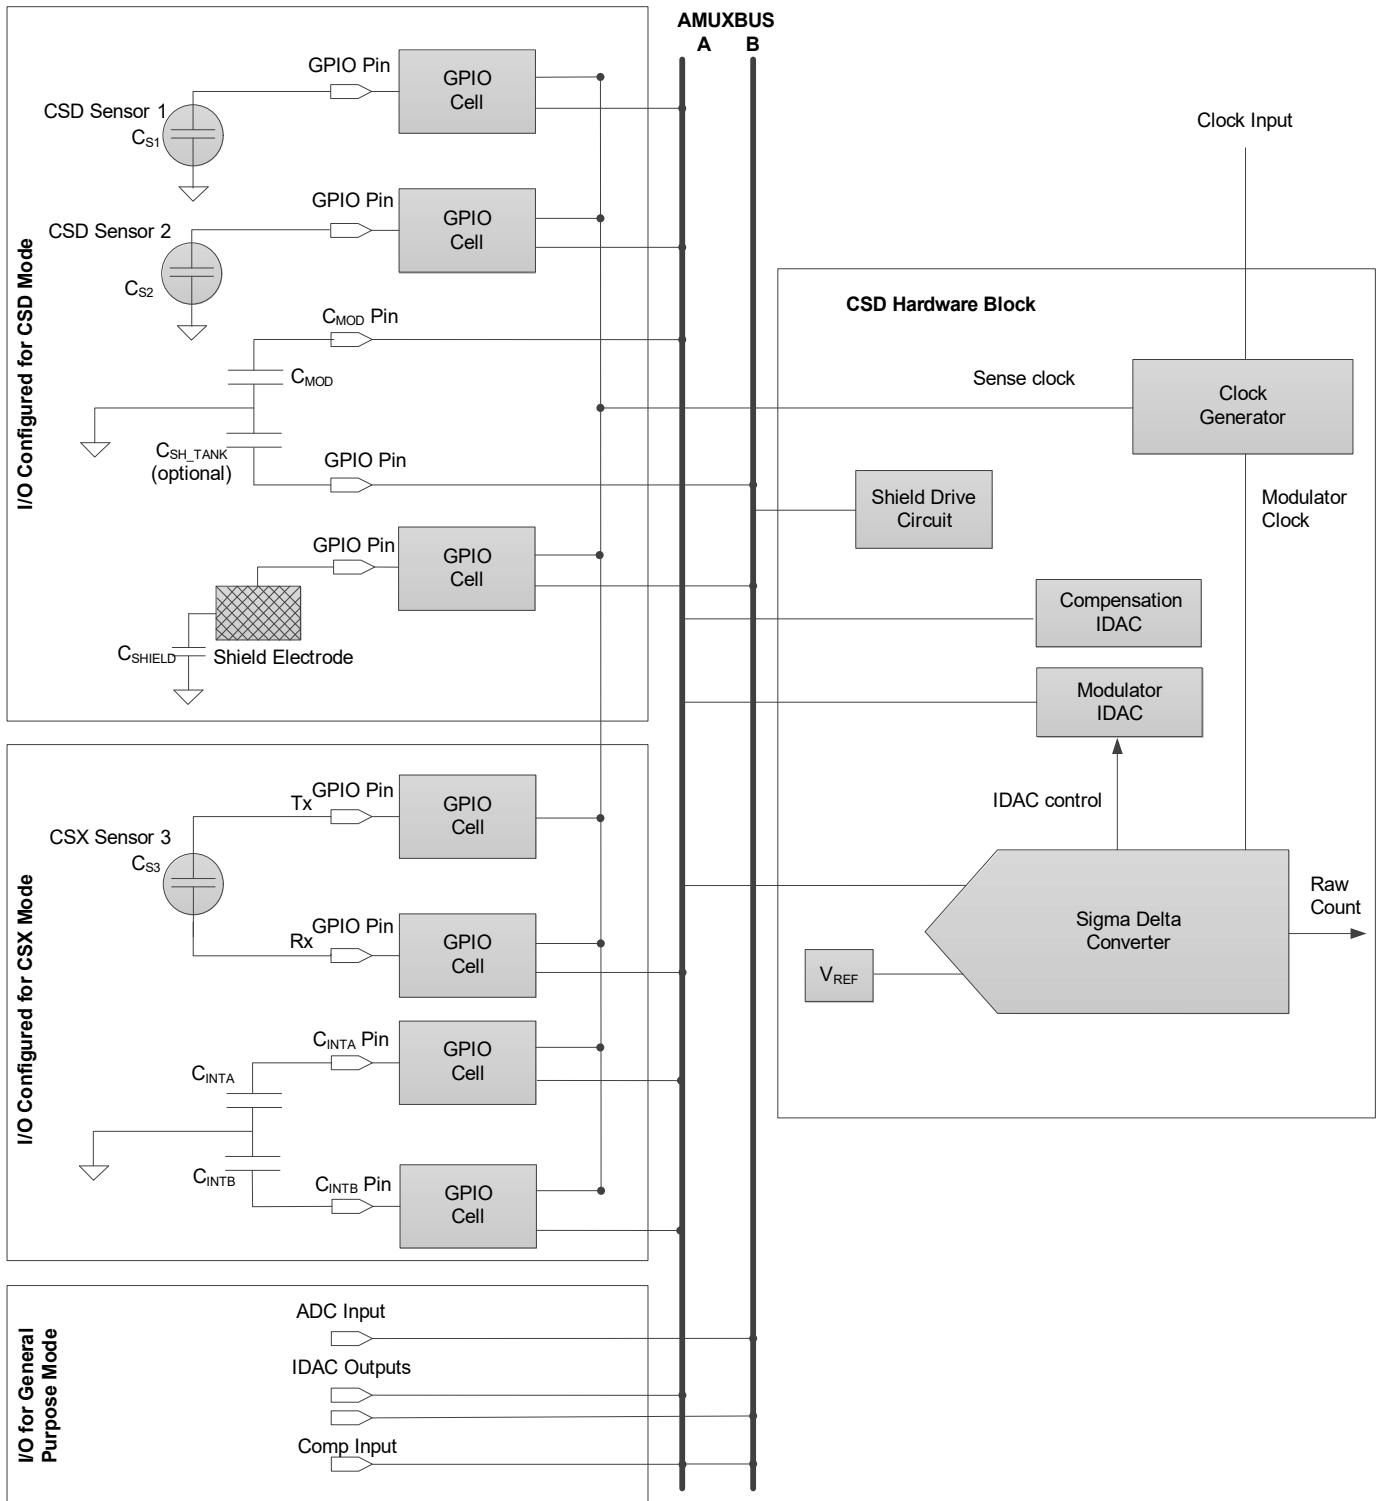 AMUXBUS
A B
I/O Configured for CSD Mode
GPIO Pin
GPIO
Cell
CSD Sensor 1
CS1
GPIO Pin
GPIO
Cell
CSD Sensor 2
CS2
CMOD Pin
CMOD
CSH_TANK
(optional)
GPIO Pin
GPIO Pin
GPIO
Cell
CSHIELD
Shield Electrode
Clock Input
CSD Hardware Block
Sense clock
Clock
Generator
Shield Drive
Circuit
Modulator
Clock
Compensation
IDAC
Modulator
IDAC
IDAC control
Sigma Delta
Converter
Raw
Count
VREF
I/O Configured for CSX Mode
GPIO Pin
Tx
GPIO
Cell
CSX Sensor 3
CS3
GPIO Pin
Rx
GPIO
Cell
CINTA Pin
GPIO
Cell
CINTA
CINTB
CINTB Pin
GPIO
Cell
I/O for General
Purpose Mode
ADC Input
IDAC Outputs
Comp Input